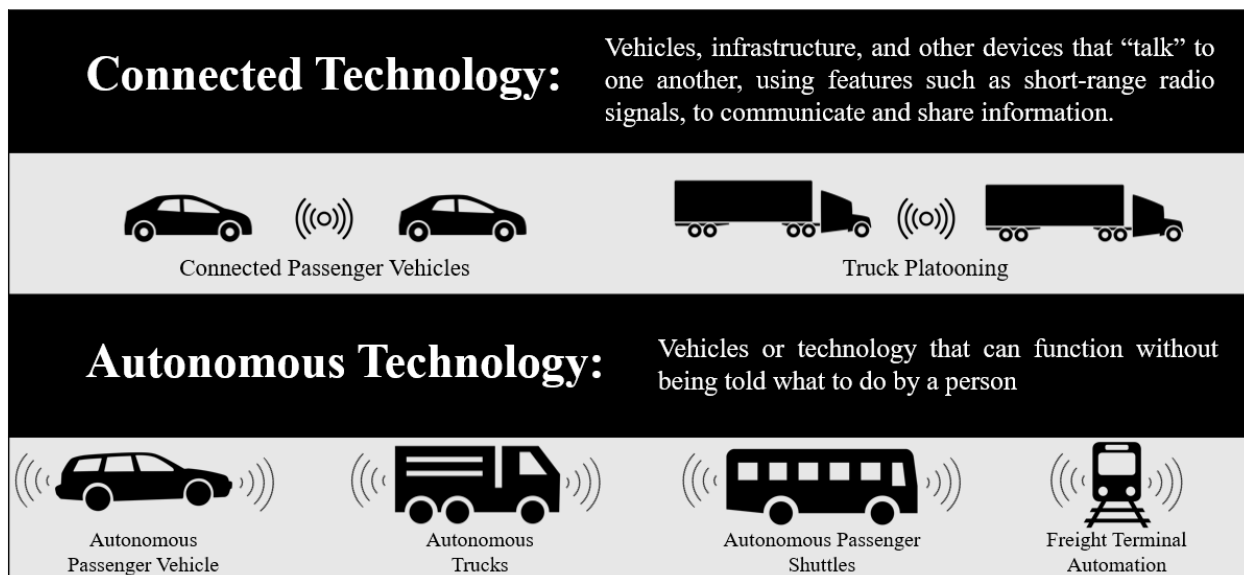 Connected Technology:
Vehicles, infrastructure, and other devices that “talk” to
one another, using features such as short-range radio
signals, to communicate and share information.
Connected Passenger Vehicles
Truck Platooning
Autonomous Technology:
Vehicles or technology that can function without
being told what to do by a person
Autonomous
Passenger Vehicle
Autonomous
Trucks
Autonomous Passenger
Shuttles
Freight Terminal
Automation